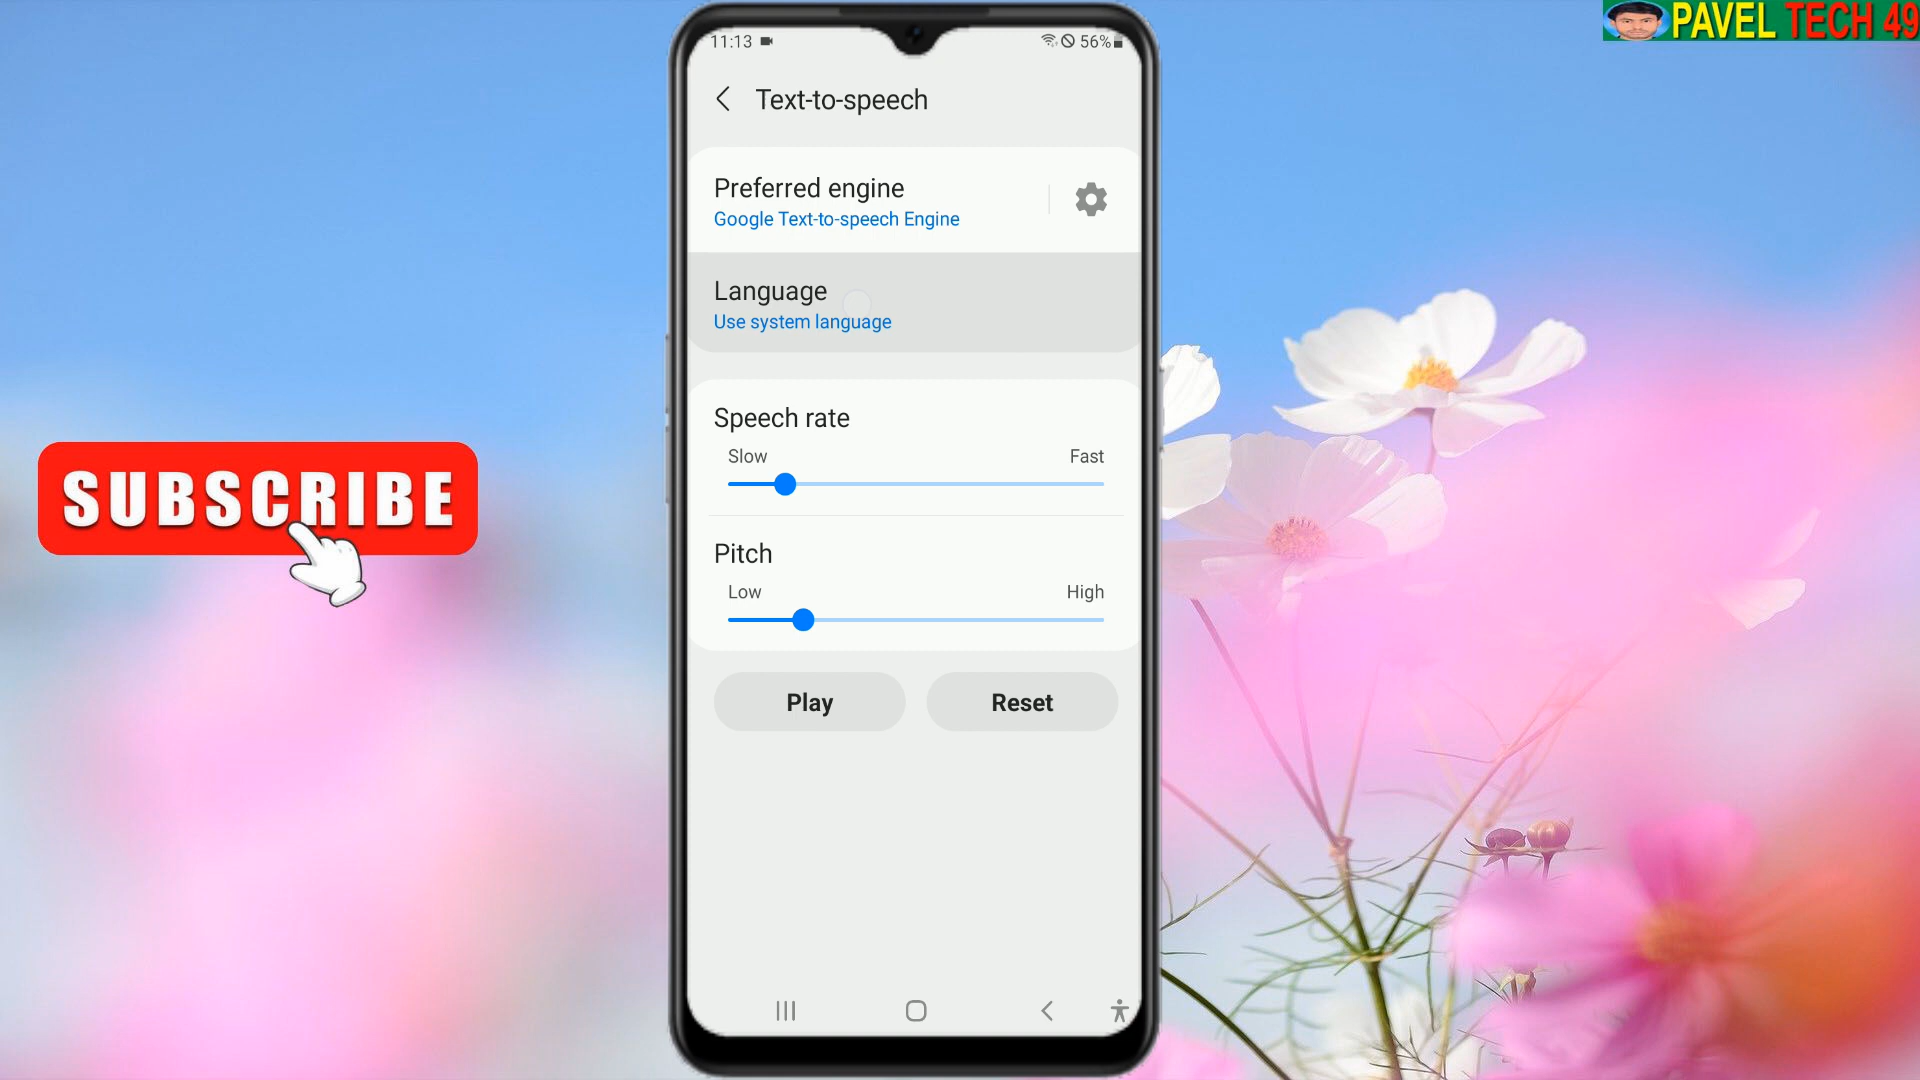 PAVEL TECH 49
11:13
56%
Text-to-speech
Preferred engine
Google Text-to-speech Engine
Language
Use system language
Speech rate
Slow Fast
SUBSCRIBE
Pitch
Low High
Play Reset